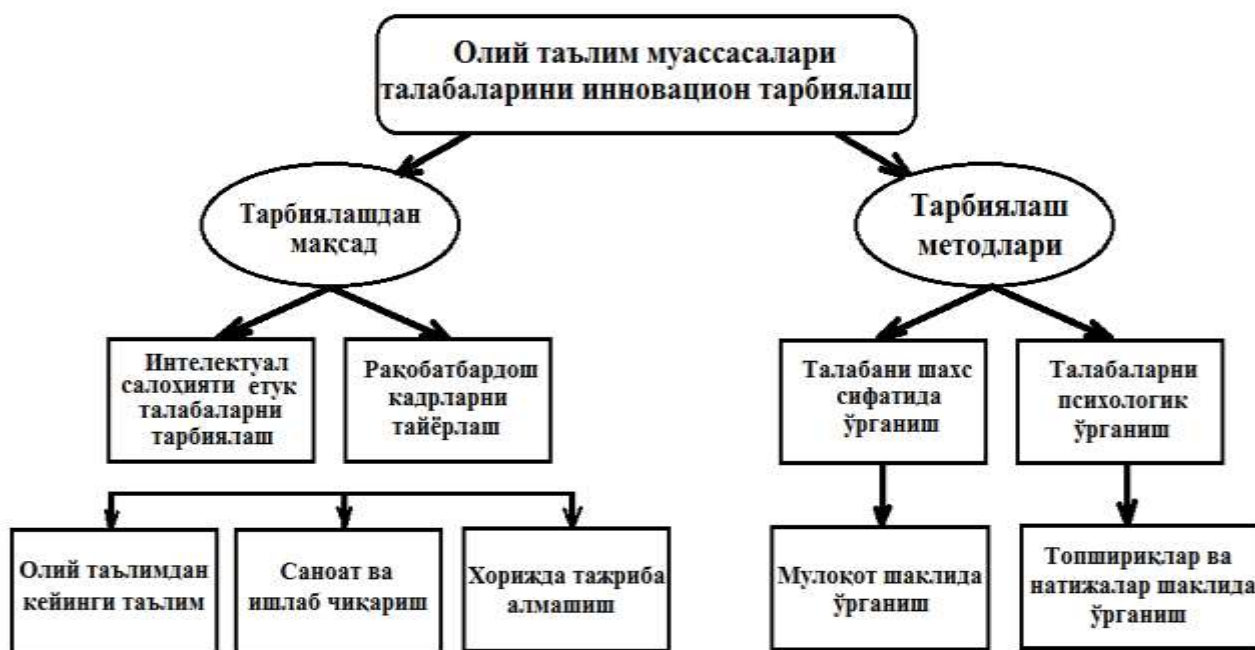 Олий таълим муассасалари
талабаларини инновацион тарбиялаш
Тарбиялашдан
мақсад
Тарбиялаш
методлари
Интелектуал
салоҳияти етук
талабаларни
тарбиялаш
Рақобатбардош
кадрларни
тайёрлаш
Талабани шахс
сифатида
ўрганиш
Талабаларни
психологик
ўрганиш
Олий таълимдан
кейинги таълим
Саноат ва
ишлаб чиқариш
Хорижда тажриба
алмашиш
Мулоқот шаклида
ўрганиш
Топшириқлар ва
натижалар шаклида
ўрганиш